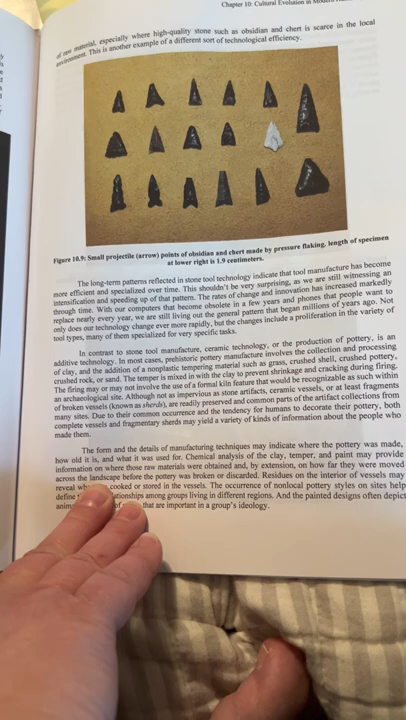 Chapter 10: Cultural Evolution in Modern
of raw material, especially where high-quality stone such as obsidian and chert is scarce in the local
environment. This is another example of a different sort of technological efficiency.
Figure 10.9: Small projectile (arrow) points of obsidian and chert made by pressure flaking, length of specimen
at lower right is 1.9 centimeters.
The long-term patterns reflected in stone tool technology indicate that tool manufacture has become
more efficient and specialized over time. This shouldn't be very surprising, as we are still witnessing an
intensification and speeding up of that pattern. The rates of change and innovation has increased markedly
through time. With our computers that become obsolete in a few years and phones that people want to
replace nearly every year, we are still living out the general pattern that began millions of years ago. Not
only does our technology change ever more rapidly, but the changes include a proliferation in the variety of
tool types, many of them specialized for very specific tasks.
In contrast to stone tool manufacture, ceramic technology, or the production of pottery, is an
additive technology. In most cases, prehistoric pottery manufacture involves the collection and processing
of clay, and the addition of a nonplastic tempering material such as grass, crushed shell, crushed pottery,
crushed rock, or sand. The temper is mixed in with the clay to prevent shrinkage and cracking during firing.
The firing may or may not involve the use of a formal kiln feature that would be recognizable as such within
an archaeological site. Although not as impervious as stone artifacts, ceramic vessels, or at least fragments
of broken vessels (known as sherds), are readily preserved and common parts of the artifact collections from
many sites. Due to their common occurrence and the tendency for humans to decorate their pottery, both
complete vessels and fragmentary sherds may yield a variety of kinds of information about the people who
made them.
The form and the details of manufacturing techniques may indicate where the pottery was made,
how old it is, and what it was used for. Chemical analysis of the clay, temper, and paint may provide
information on where those raw materials were obtained and, by extension, on how far they were moved
across the landscape before the pottery was broken or discarded. Residues on the interior of vessels may
reveal cooked or stored in the vessels. The occurrence of nonlocal pottery styles on sites help
define ationships among groups living in different regions. And the painted designs often depict
anim of that are important in a group's ideology.